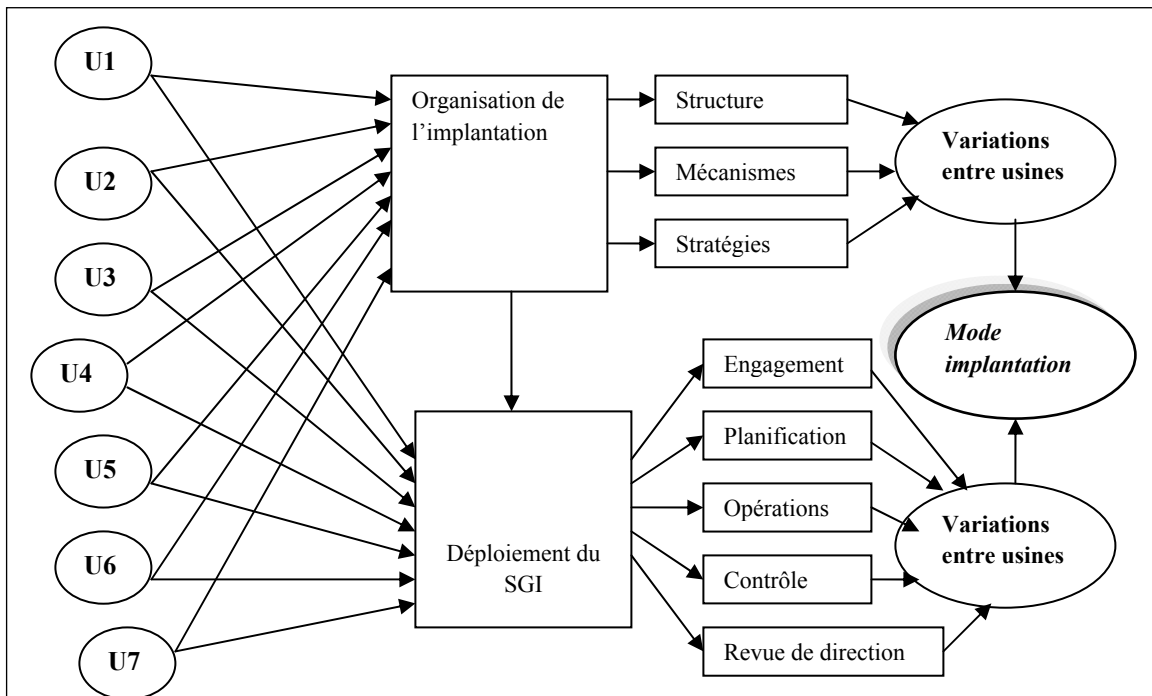 U1
U2
U3
U4
U5
U6
U7
Organisation de
l’implantation
Structure
Mécanismes
Stratégies
Variations
entre usines
Mode
implantation
Déploiement du
SGI
Engagement
Planification
Opérations
Contrôle
Revue de direction
Variations
entre usines